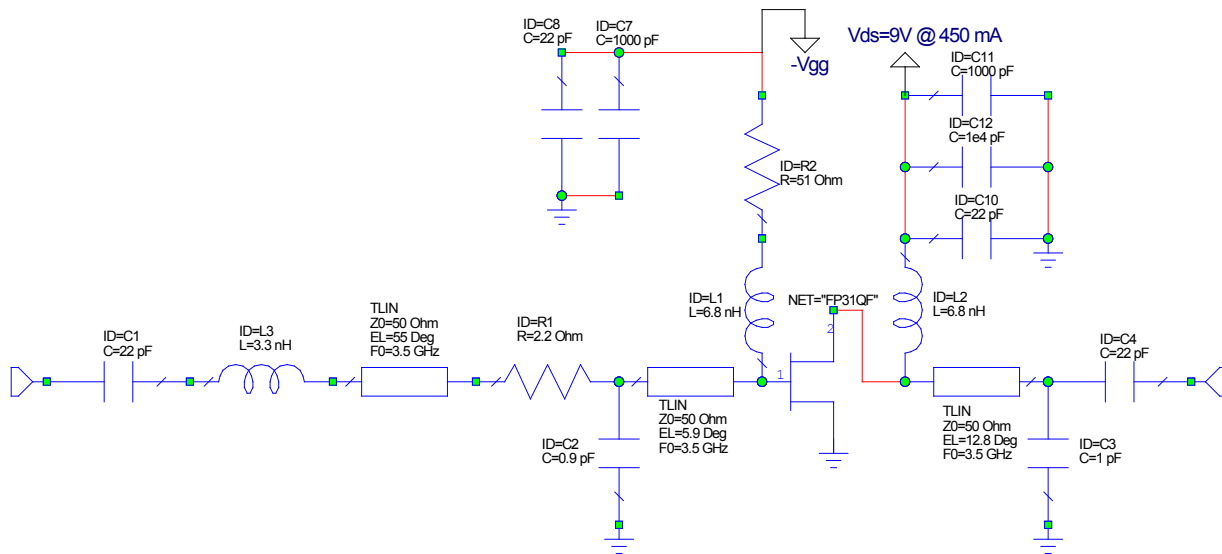 ID=C8
C=22 pF
ID=C7
C=1000 pF
-Vgg
Vds=9V @ 450 mA
ID=C11
C=1000 pF
ID=C12
C=1e4 pF
ID=C10
C=22 pF
ID=R2
R=51 Ohm
ID=L1
L=6.8 nH
NET="FP31QF"
2
1
ID=L2
L=6.8 nH
ID=C1
C=22 pF
ID=L3
L=3.3 nH
TLIN
Z0=50 Ohm
EL=55 Deg
F0=3.5 GHz
ID=R1
R=2.2 Ohm
ID=C2
C=0.9 pF
TLIN
Z0=50 Ohm
EL=5.9 Deg
F0=3.5 GHz
TLIN
Z0=50 Ohm
EL=12.8 Deg
F0=3.5 GHz
ID=C4
C=22 pF
ID=C3
C=1 pF